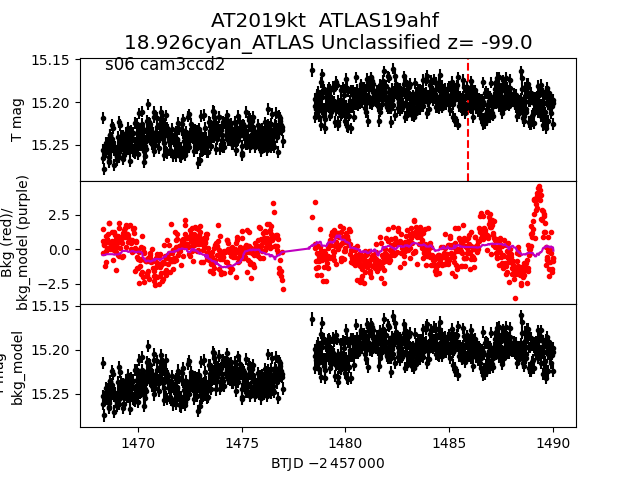 AT2019kt ATLAS19ahf
18.926cyan_ATLAS Unclassified z= -99.0
s06 cam3ccd2
15.15
15.20
15.25
T mag
2.5
0.0
−2.5
Bkg (red)/
bkg_model (purple)
15.15
15.20
15.25
mag
bkg_model
1470 1475 1480 1485 1490
BTJD −2 457 000